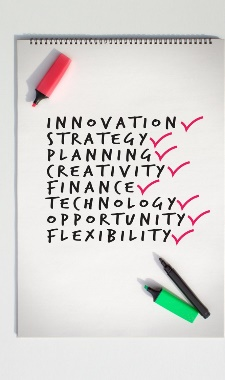 INNOVATION
STRATEGY
PLANNING
CREATIVITY
FINANCE
TECHNOLOGY
OPPORTUNITY
FLEXIBILITY